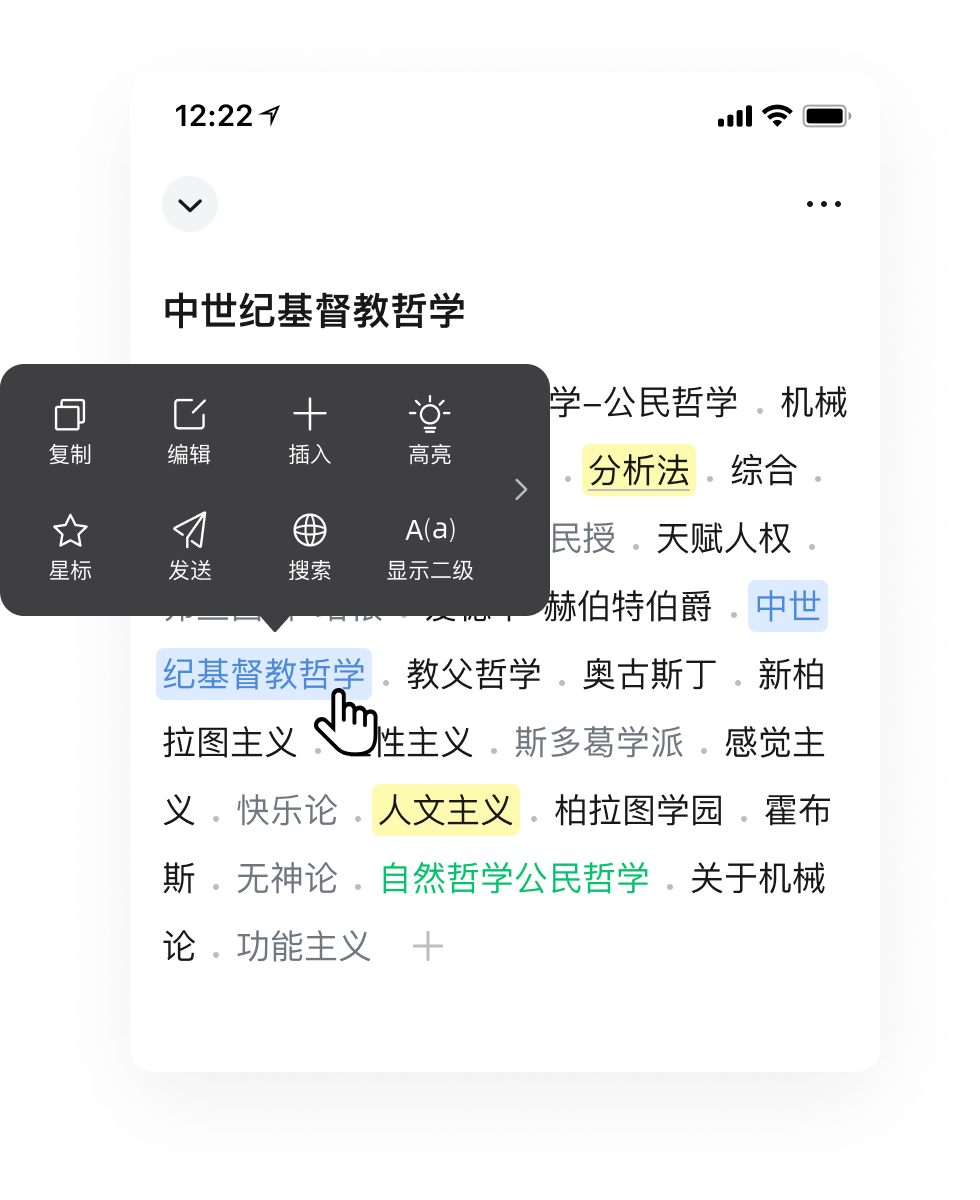 12:22
中世纪基督教哲学
学–公民哲学 . 机械
复制 编辑 插入 高亮
. 分析法 . 综合 .
民授 . 天赋人权 .
星标 发送 搜索 A(a)
显示二级
赫伯特伯爵 . 中世
纪基督教哲学 . 教父哲学 . 奥古斯丁 . 新柏
拉图主义 . 性主义 . 斯多葛学派 . 感觉主
义 . 快乐论 . 人文主义 . 柏拉图学园 . 霍布
斯 . 无神论 . 自然哲学公民哲学 . 关于机械
论 . 功能主义